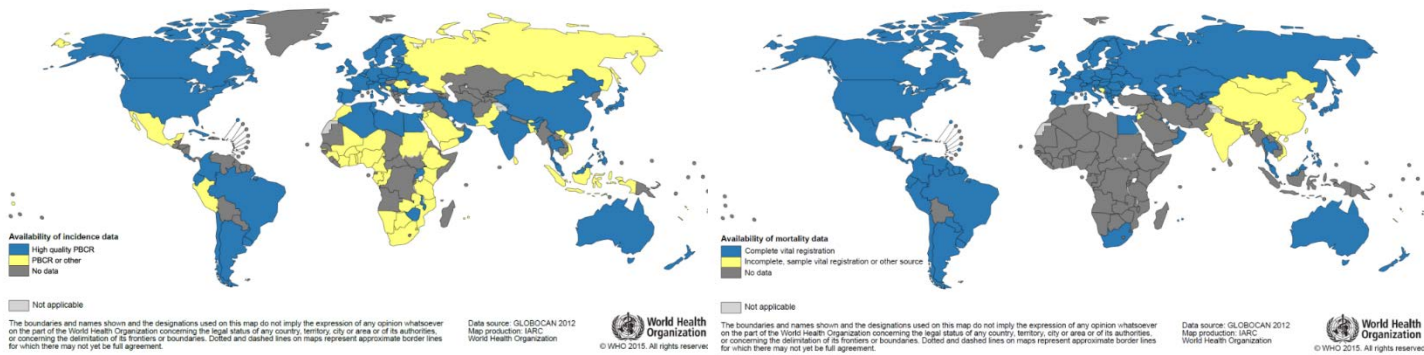 Availability of incidence data
High quality PBCR
PBCR or other
No data
Not applicable
The boundaries and names shown and the designations used on this map do not imply the expression of any opinion whatsoever
on the part of the World Health Organization concerning the legal status of any country, territory, city or area or of its authorities,
or concerning the delimitation of its frontiers or boundaries. Dotted and dashed lines on maps represent approximate border lines
for which there may not yet be full agreement.
Data source: GLOBOCAN 2012
Map production: IARC
World Health Organization
World Health
Organization
© WHO 2015. All rights reserved
Availability of mortality data
Complete vital registration
Incomplete, sample vital registration or other source
No data
Not applicable
The boundaries and names shown and the designations used on this map do not imply the expression of any opinion whatsoever
on the part of the World Health Organization concerning the legal status of any country, territory, city or area or of its authorities,
or concerning the delimitation of its frontiers or boundaries. Dotted and dashed lines on maps represent approximate border lines
for which there may not yet be full agreement.
Data source: GLOBOCAN 2012
Map production: IARC
World Health Organization
World Health
Organization
© WHO 2015. All rights reserved